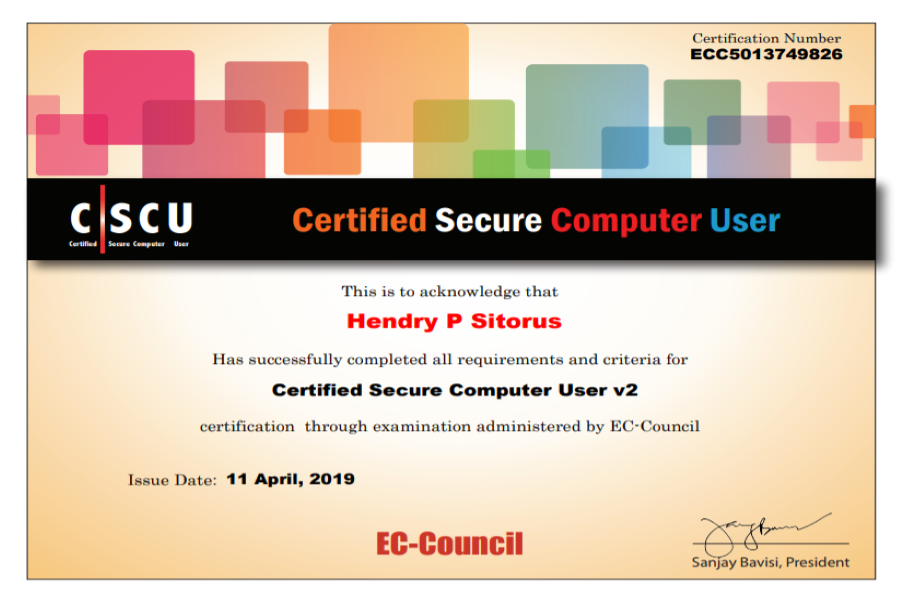 Certification Number
ECC5013749826
CSCU
Certified Secure Computer User
Certified Secure Computer User
This is to acknowledge that
Hendry P Sitorus
Has successfully completed all requirements and criteria for
Certified Secure Computer User v2
certification through examination administered by EC-Council
Issue Date: 11 April, 2019
EC-Council
Sanjay Bavisi, President